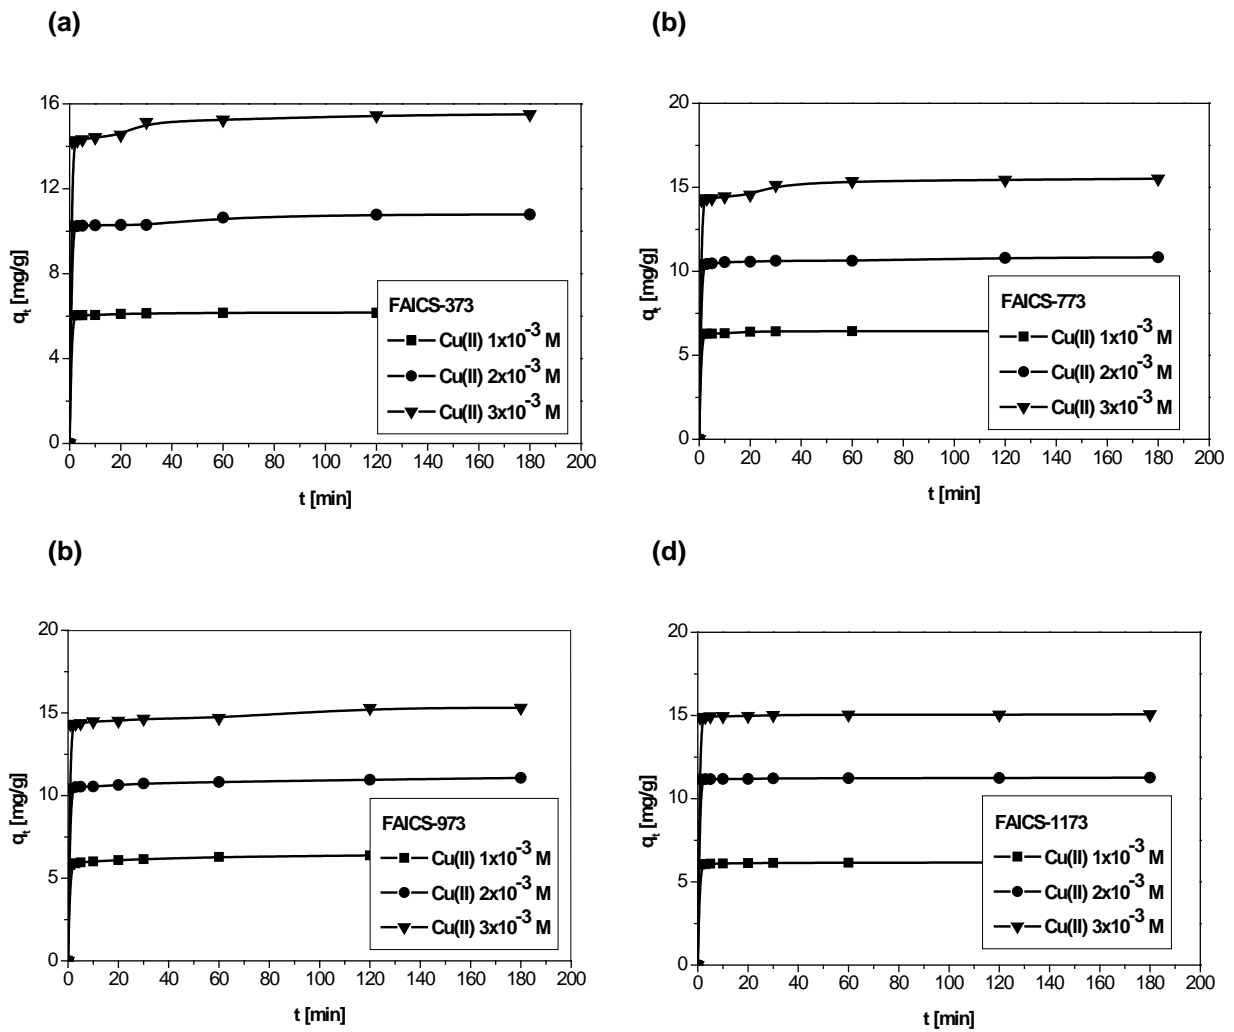 (a)
(b)
16
12
8
4
0
0 20 40 60 80 100 120 140 160 180 200
qt [mg/g]
t [min]
FAICS-373
Cu(II) 1x10-3 M
Cu(II) 2x10-3 M
Cu(II) 3x10-3 M
20
15
10
5
0
0 20 40 60 80 100 120 140 160 180 200
qt [mg/g]
t [min]
FAICS-773
Cu(II) 1x10-3 M
Cu(II) 2x10-3 M
Cu(II) 3x10-3 M
(b)
(d)
20
15
10
5
0
0 20 40 60 80 100 120 140 160 180 200
qt [mg/g]
t [min]
FAICS-973
Cu(II) 1x10-3 M
Cu(II) 2x10-3 M
Cu(II) 3x10-3 M
20
15
10
5
0
0 20 40 60 80 100 120 140 160 180 200
qt [mg/g]
t [min]
FAICS-1173
Cu(II) 1x10-3 M
Cu(II) 2x10-3 M
Cu(II) 3x10-3 M